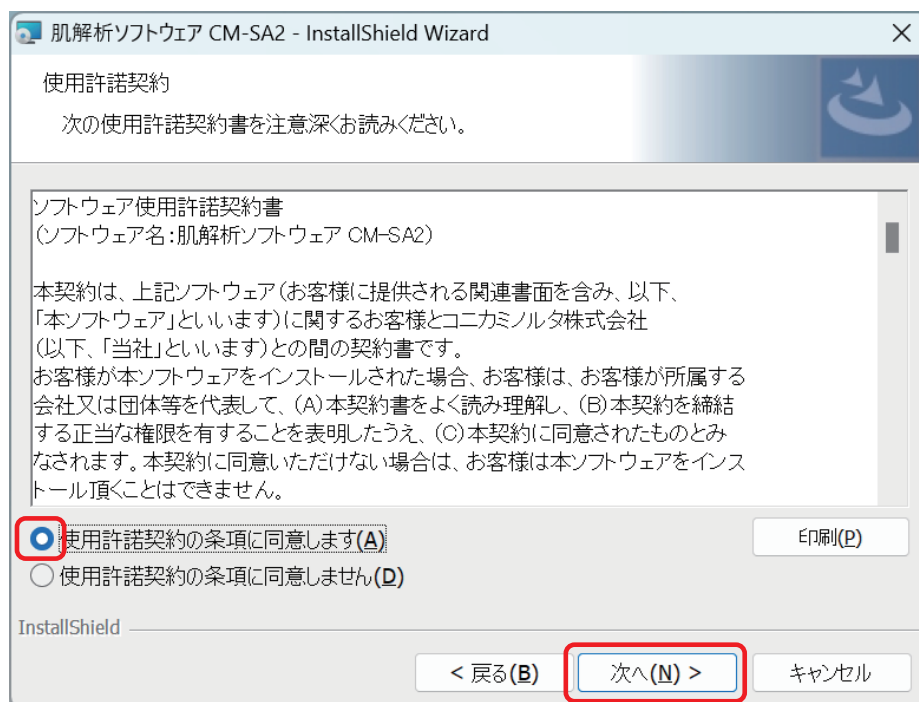 肌解析ソフトウェア CM-SA2 - InstallShield Wizard
使用許諾契約
次の使用許諾契約書を注意深くお読みください。
ソフトウェア使用許諾契約書
(ソフトウェア名:肌解析ソフトウェア CM-SA2)
本契約は、上記ソフトウェア(お客様に提供される関連書面を含み、以下、
「本ソフトウェア」といいます)に関するお客様とコニカミノルタ株式会社
(以下、「当社」といいます)との間の契約書です。
お客様が本ソフトウェアをインストールされた場合、お客様は、お客様が所属する
会社又は団体等を代表して、(A)本契約書をよく読み理解し、(B)本契約を締結
する正当な権限を有することを表明したうえ、(C)本契約に同意されたものとみ
なされます。本契約に同意いただけない場合は、お客様は本ソフトウェアをインス
トール頂くことはできません。
使用許諾契約の条項に同意します(A)
印刷(P)
使用許諾契約の条項に同意しません(D)
InstallShield
< 戻る(B)
次へ(N) >
キャンセル